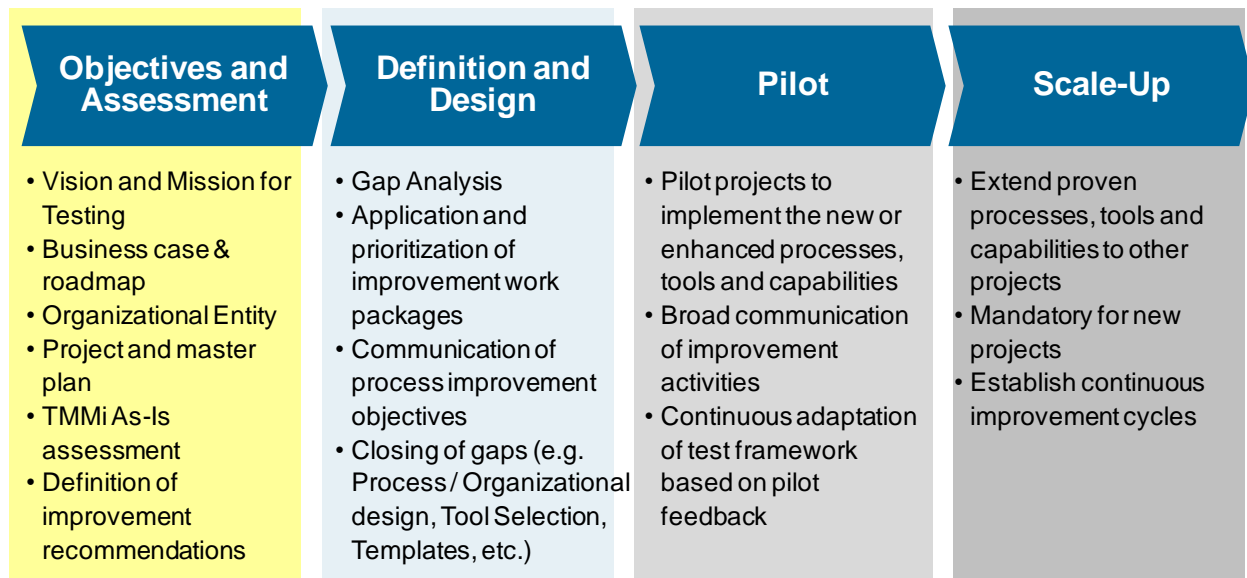 Objectives and
Assessment
• Vision and Mission for
Testing
• Business case &
roadmap
• Organizational Entity
• Project and master
plan
• TMMi As-Is
assessment
• Definition of
improvement
recommendations
Definition and
Design
• Gap Analysis
• Application and
prioritization of
improvement work
packages
• Communication of
process improvement
objectives
• Closing of gaps (e.g.
Process / Organizational
design, Tool Selection,
Templates, etc.)
Pilot
• Pilot projects to
implement the new or
enhanced processes,
tools and capabilities
• Broad communication
of improvement
activities
• Continuous adaptation
of test framework
based on pilot
feedback
Scale-Up
• Extend proven
processes, tools and
capabilities to other
projects
• Mandatory for new
projects
• Establish continuous
improvement cycles